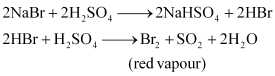 2NaBr + 2H₂SO₄ ⟶ 2NaHSO₄ + 2HBr
2HBr + H₂SO₄ ⟶ Br₂ + SO₂ + 2H₂O
(red vapour)